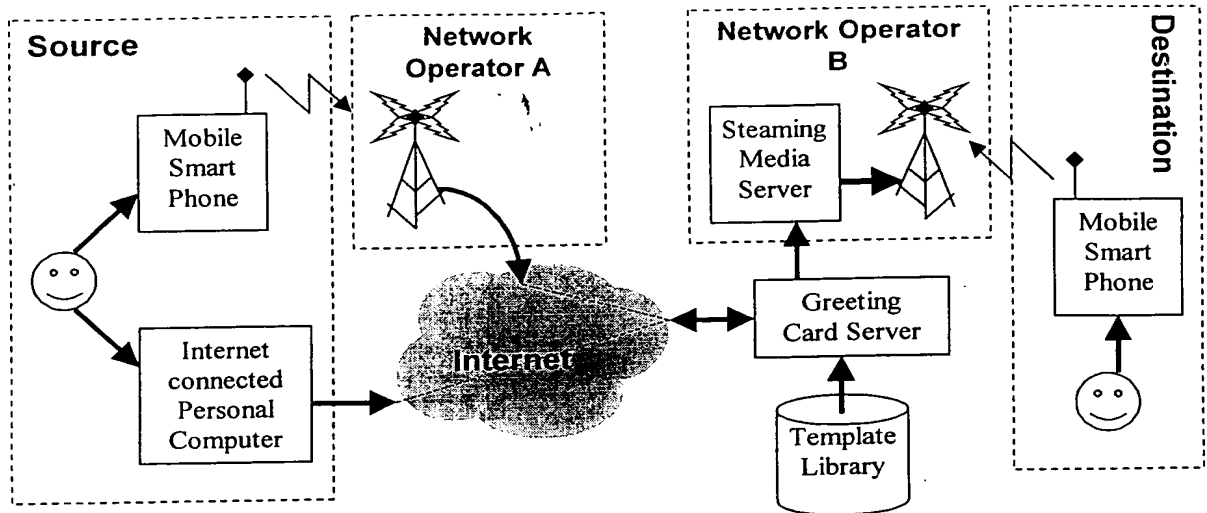 Source
Mobile
Smart
Phone
Internet
connected
Personal
Computer
Network
Operator A
Internet
Network Operator
B
Steaming
Media
Server
Greeting
Card Server
Template
Library
Destination
Mobile
Smart
Phone